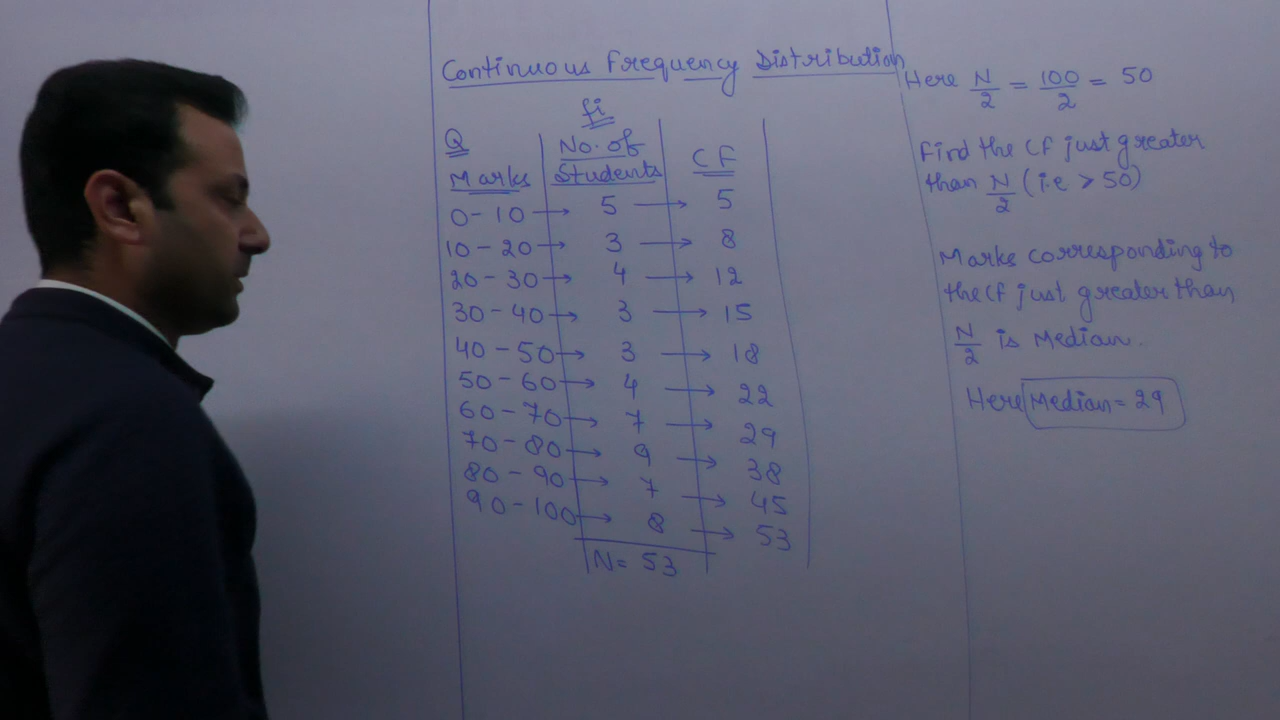 Continuous Frequency Distribution
fi
Q
No. of
CF
Marks
Students
0-10 → 5 → 5
10-20 → 3 → 8
20-30 → 4 → 12
30-40 → 3 → 15
40-50 → 3 → 18
50-60 → 4 → 22
60-70 → 7 → 29
70-80 → 9 → 38
80-90 → 7 → 45
90-100 → 8 → 53
N= 53
Here N/2 = 100/2 = 50
Find the CF just greater
than N/2 (i.e > 50)
Marks corresponding to
the Cf just greater than
N/2 is Median.
Here Median = 29